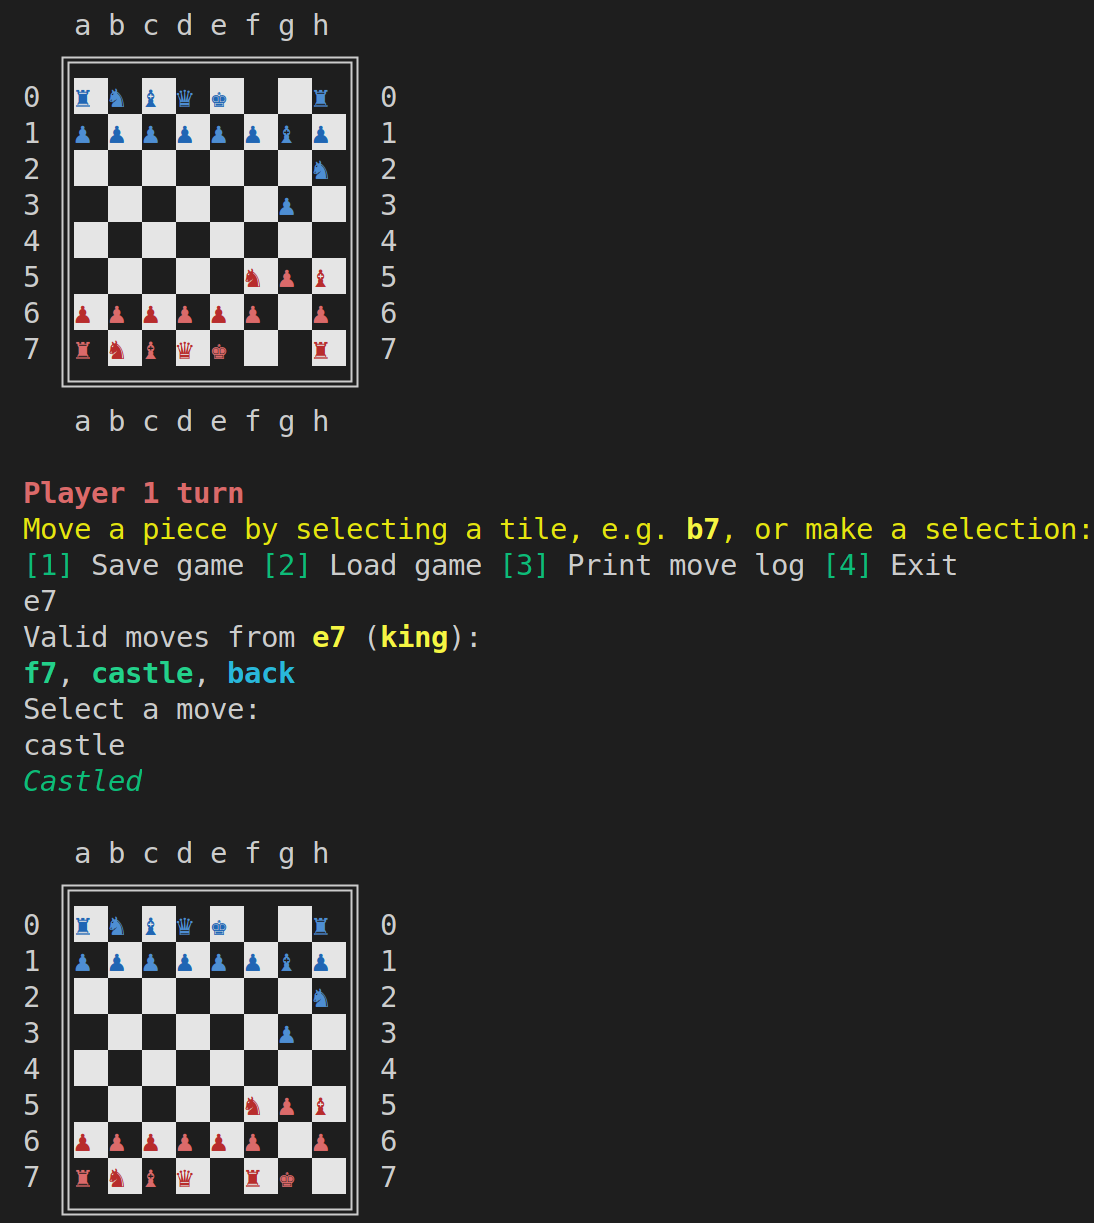 a b c d e f g h
0 ♜ ♞ ♝ ♛ ♚ ♜ 0
1 ♟ ♟ ♟ ♟ ♟ ♟ ♝ ♟ 1
2 ♞ 2
3 ♟ 3
4 4
5 ♞ ♟ ♝ 5
6 ♟ ♟ ♟ ♟ ♟ ♟ ♟ 6
7 ♜ ♞ ♝ ♛ ♚ ♜ 7
a b c d e f g h
Player 1 turn
Move a piece by selecting a tile, e.g. b7, or make a selection:
[1] Save game [2] Load game [3] Print move log [4] Exit
e7
Valid moves from e7 (king):
f7, castle, back
Select a move:
castle
Castled
a b c d e f g h
0 ♜ ♞ ♝ ♛ ♚ ♜ 0
1 ♟ ♟ ♟ ♟ ♟ ♟ ♝ ♟ 1
2 ♞ 2
3 ♟ 3
4 4
5 ♞ ♟ ♝ 5
6 ♟ ♟ ♟ ♟ ♟ ♟ ♟ 6
7 ♜ ♞ ♝ ♛ ♜ ♚ 7